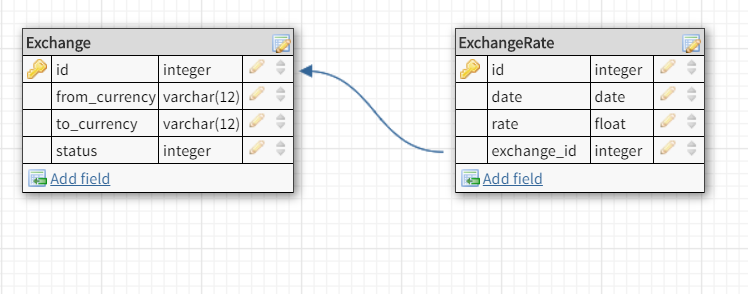 Exchange
id integer
from_currency varchar(12)
to_currency varchar(12)
status integer
Add field
ExchangeRate
id integer
date date
rate float
exchange_id integer
Add field